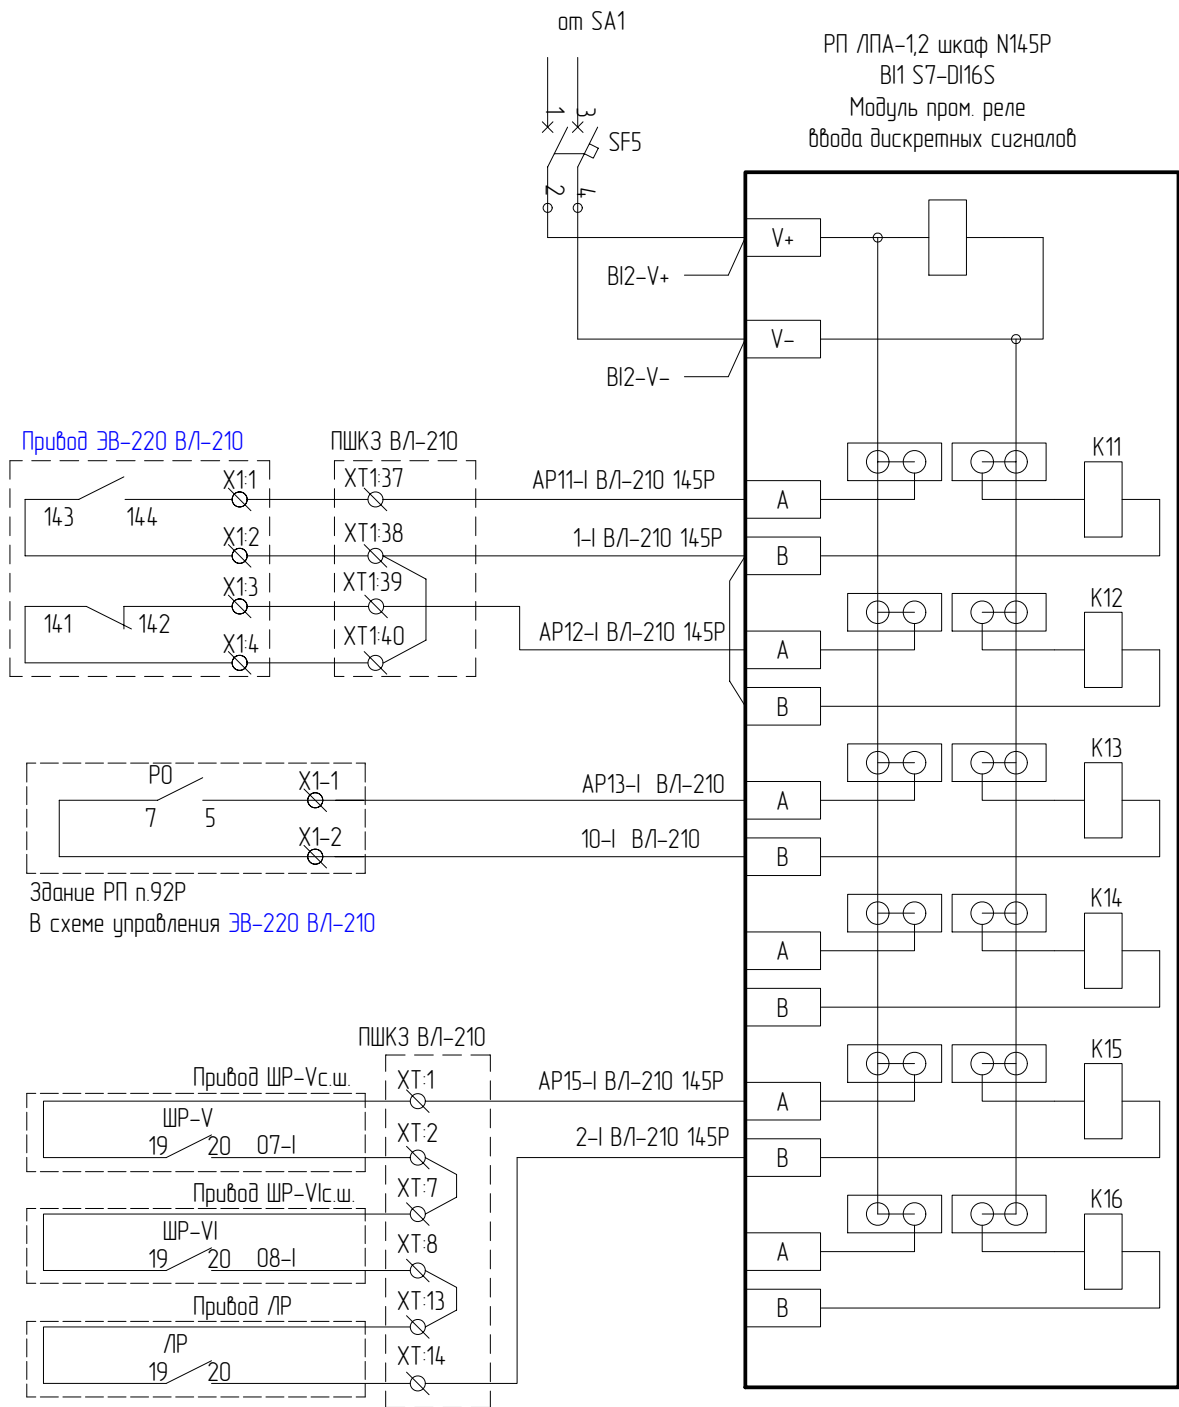 от SA1
РП ЛПА-1,2 шкаф N145Р
BI1 S7-DI16S
Модуль пром. реле
ввода дискретных сигналов
1
3
SF5
2
4
V+
BI2-V+
V-
BI2-V-
Привод ЭВ-220 ВЛ-210
ПШКЗ ВЛ-210
K11
X1:1
XT1:37
АР11-I ВЛ-210 145Р
A
143
144
X1:2
XT1:38
1-I ВЛ-210 145Р
B
X1:3
XT1:39
K12
141
142
X1:4
XT1:40
АР12-I ВЛ-210 145Р
A
B
K13
РО
X1-1
АР13-I ВЛ-210
A
7
5
X1-2
10-I ВЛ-210
B
Здание РП п.92Р
В схеме управления ЭВ-220 ВЛ-210
K14
A
B
ПШКЗ ВЛ-210
K15
Привод ШР-Vс.ш.
XT:1
АР15-I ВЛ-210 145Р
A
ШР-V
19
20
07-I
XT:2
2-I ВЛ-210 145Р
B
Привод ШР-VIс.ш.
XT:7
K16
ШР-VI
19
20
08-I
XT:8
A
Привод ЛР
XT:13
B
ЛР
19
20
XT:14